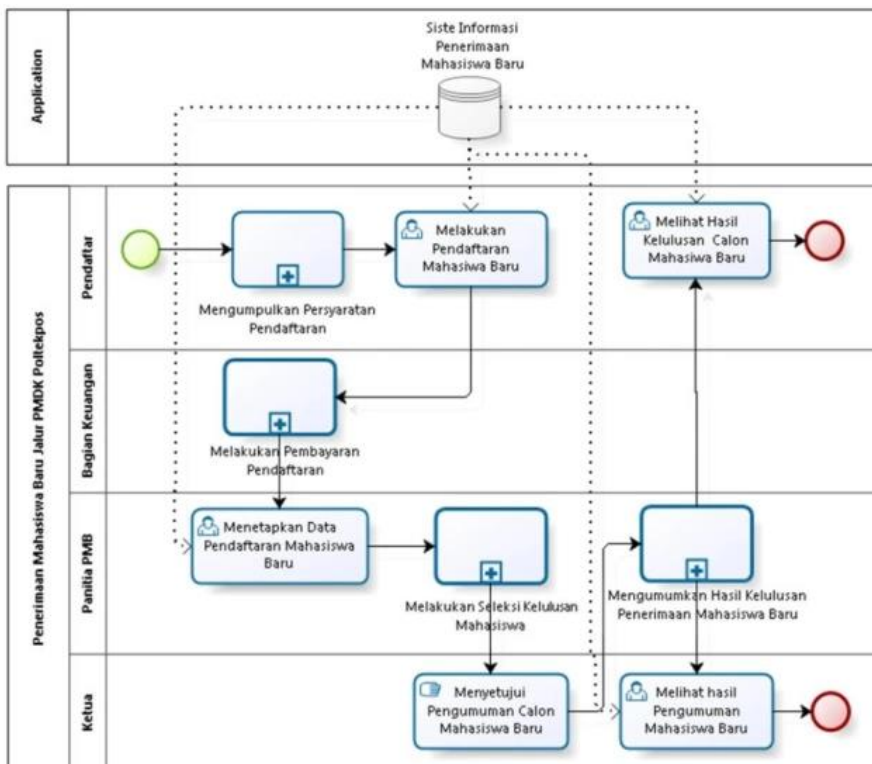 Application
Siste Informasi
Penerimaan
Mahasiswa Baru
Penerimaan Mahasiswa Baru Jalur PMDK Poltekpos
Pendaftar
Mengumpulkan Persyaratan
Pendaftaran
Melakukan
Pendaftaran
Mahasiwa Baru
Melihat Hasil
Kelulusan Calon
Mahasiwa Baru
Bagian Keuangan
Melakukan Pembayaran
Pendaftaran
Panitia PMB
Menetapkan Data
Pendaftaran Mahasiswa
Baru
Melakukan Seleksi Kelulusan
Mahasiswa
Mengumumkan Hasil Kelulusan
Penerimaan Mahasiswa Baru
Ketua
Menyetujui
Pengumuman Calon
Mahasiswa Baru
Melihat hasil
Pengumuman
Mahasiswa Baru